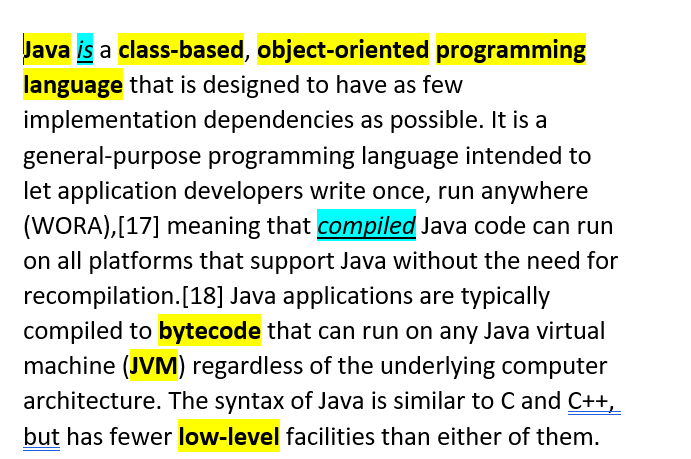 Java is a class-based, object-oriented programming
language that is designed to have as few
implementation dependencies as possible. It is a
general-purpose programming language intended to
let application developers write once, run anywhere
(WORA),[17] meaning that compiled Java code can run
on all platforms that support Java without the need for
recompilation.[18] Java applications are typically
compiled to bytecode that can run on any Java virtual
machine (JVM) regardless of the underlying computer
architecture. The syntax of Java is similar to C and C++,
but has fewer low-level facilities than either of them.